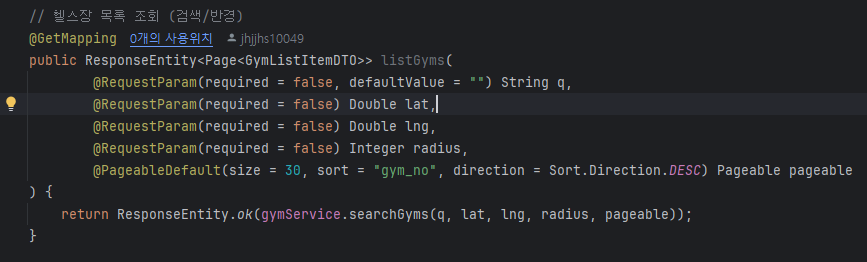 // 헬스장 목록 조회 (검색/반경)
@GetMapping 0개의 사용위치 jhjjhs10049
public ResponseEntity<Page<GymListItemDTO>> listGyms(
@RequestParam(required = false, defaultValue = "") String q,
@RequestParam(required = false) Double lat,
@RequestParam(required = false) Double lng,
@RequestParam(required = false) Integer radius,
@PageableDefault(size = 30, sort = "gym_no", direction = Sort.Direction.DESC) Pageable pageable
) {
return ResponseEntity.ok(gymService.searchGyms(q, lat, lng, radius, pageable));
}